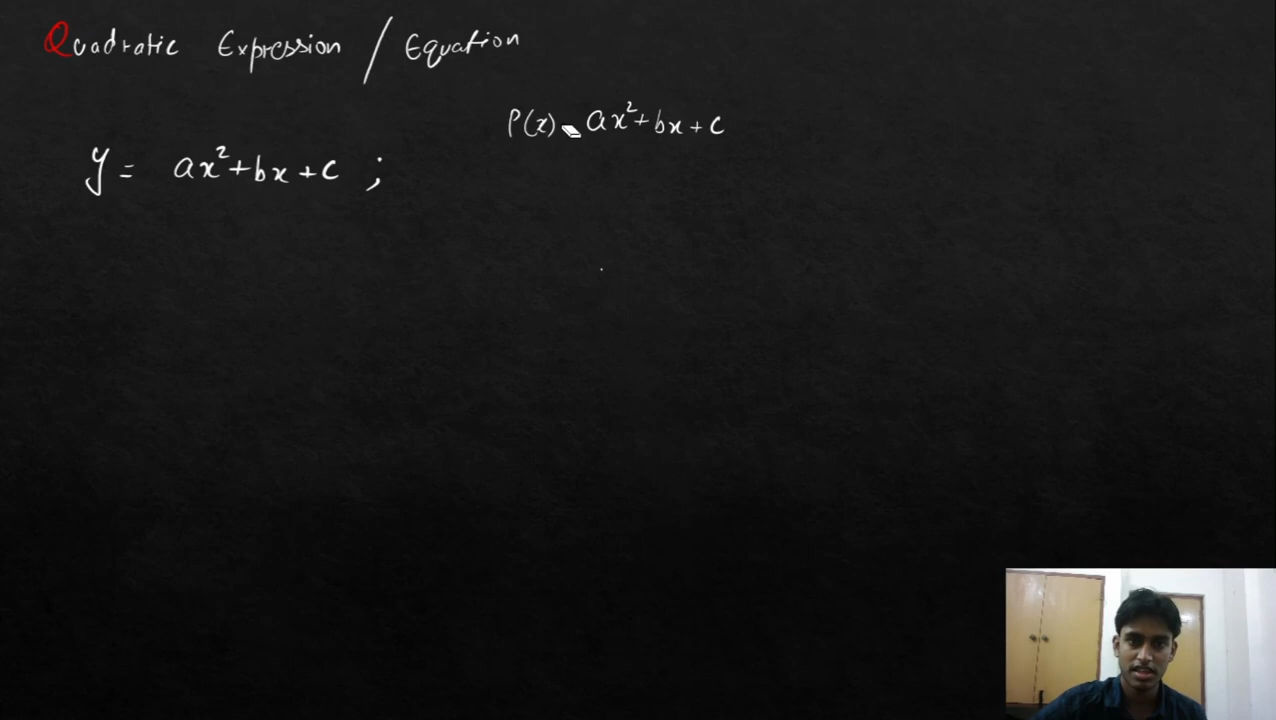 Quadratic Expression / Equation
P(x) ax²+bx+c
y = ax²+bx+c ;